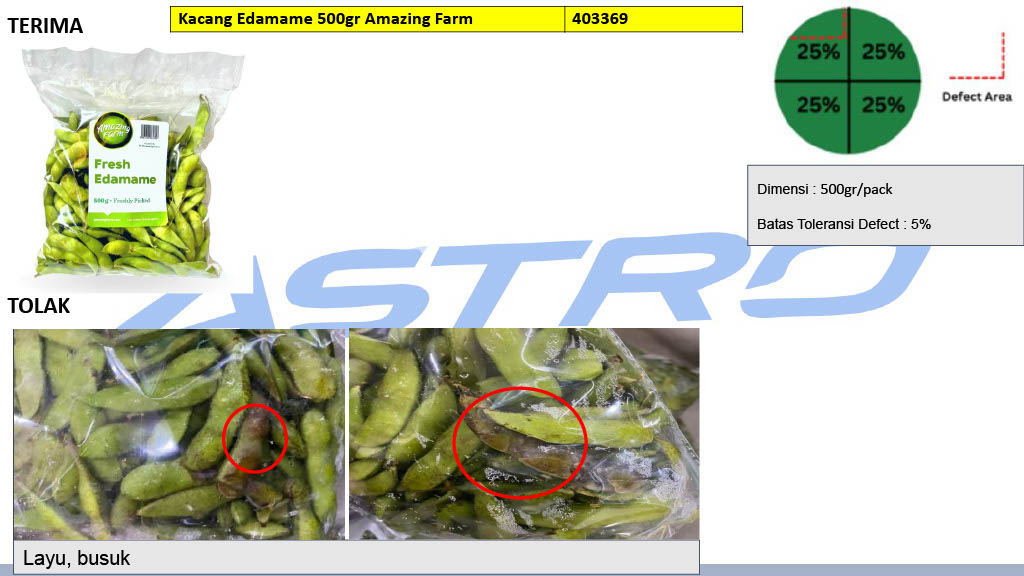 TERIMA
Kacang Edamame 500gr Amazing Farm 403369
25% 25%
25% 25%
Defect Area
AMAZING
FARM
Fresh
Edamame
500g - Freshly Picked
Dimensi : 500gr/pack
Batas Toleransi Defect : 5%
ASTRO
TOLAK
Layu, busuk